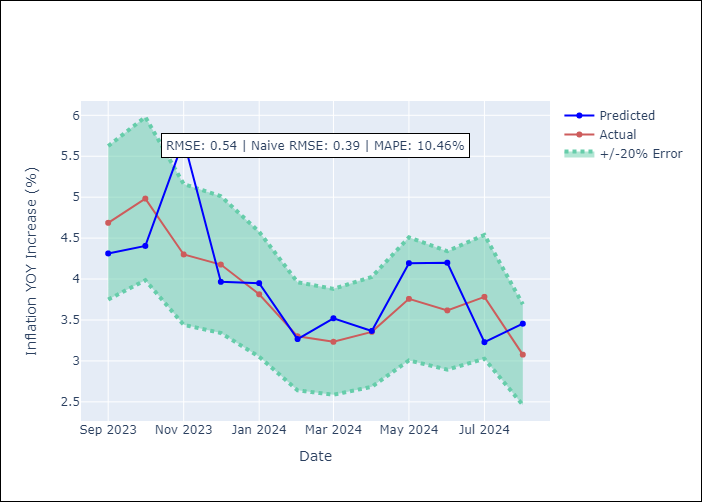 6
5.5
5
4.5
4
3.5
3
2.5
Inflation YOY Increase (%)
RMSE: 0.54 | Naive RMSE: 0.39 | MAPE: 10.46%
Predicted
Actual
+/-20% Error
Sep 2023 Nov 2023 Jan 2024 Mar 2024 May 2024 Jul 2024
Date